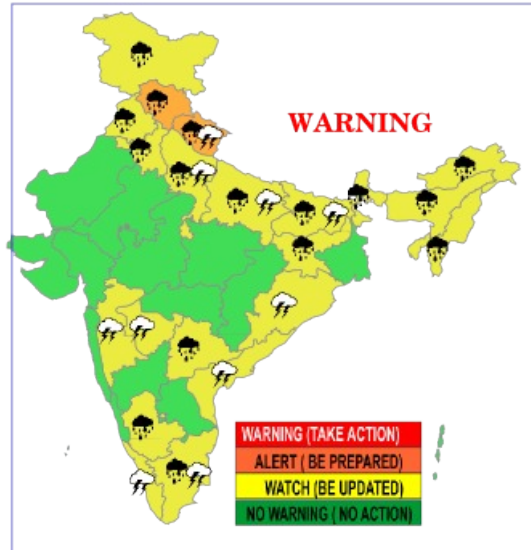 WARNING
WARNING (TAKE ACTION)
ALERT ( BE PREPARED)
WATCH (BE UPDATED)
NO WARNING ( NO ACTION)